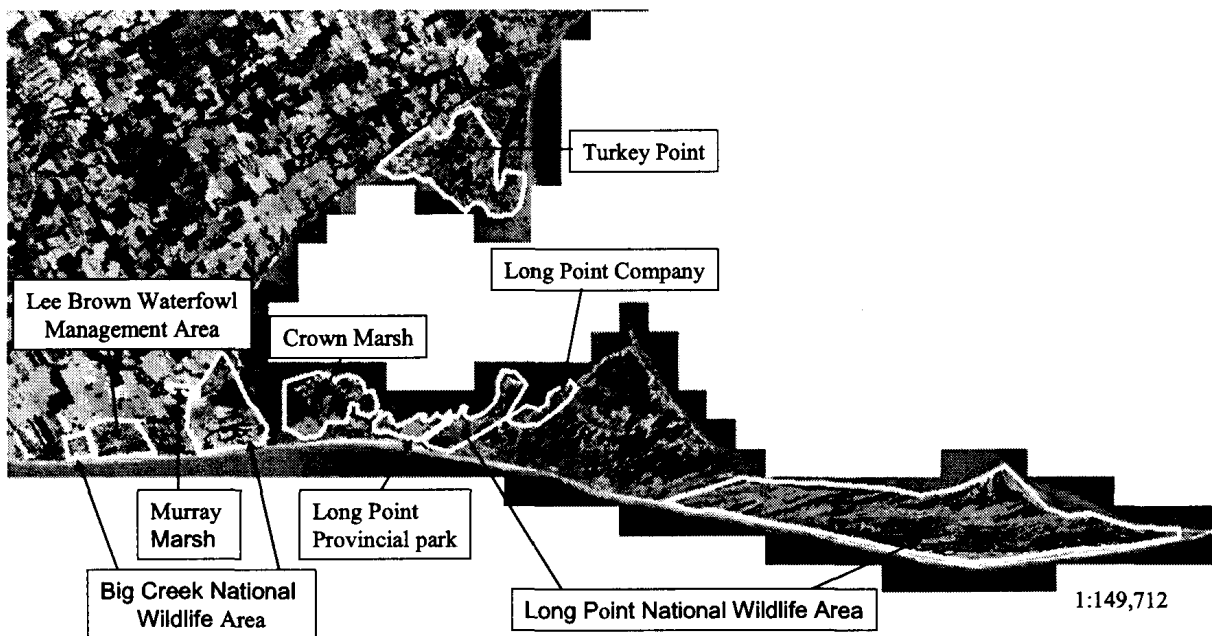 Turkey Point
Long Point Company
Lee Brown Waterfowl
Management Area
Crown Marsh
Murray
Marsh
Long Point
Provincial park
Big Creek National
Wildlife Area
Long Point National Wildlife Area
1:149,712